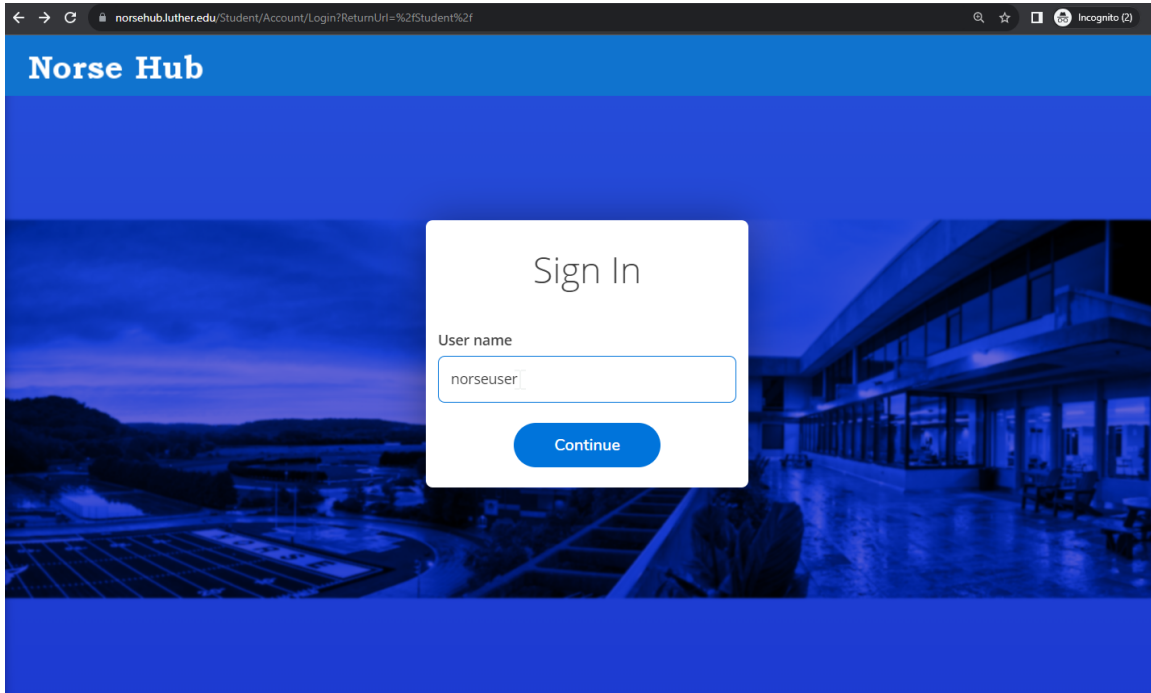 norsehub.luther.edu/Student/Account/Login?ReturnUrl=%2fStudent%2f
Incognito (2)
Norse Hub
Sign In
User name
norseuser
Continue
NORSE